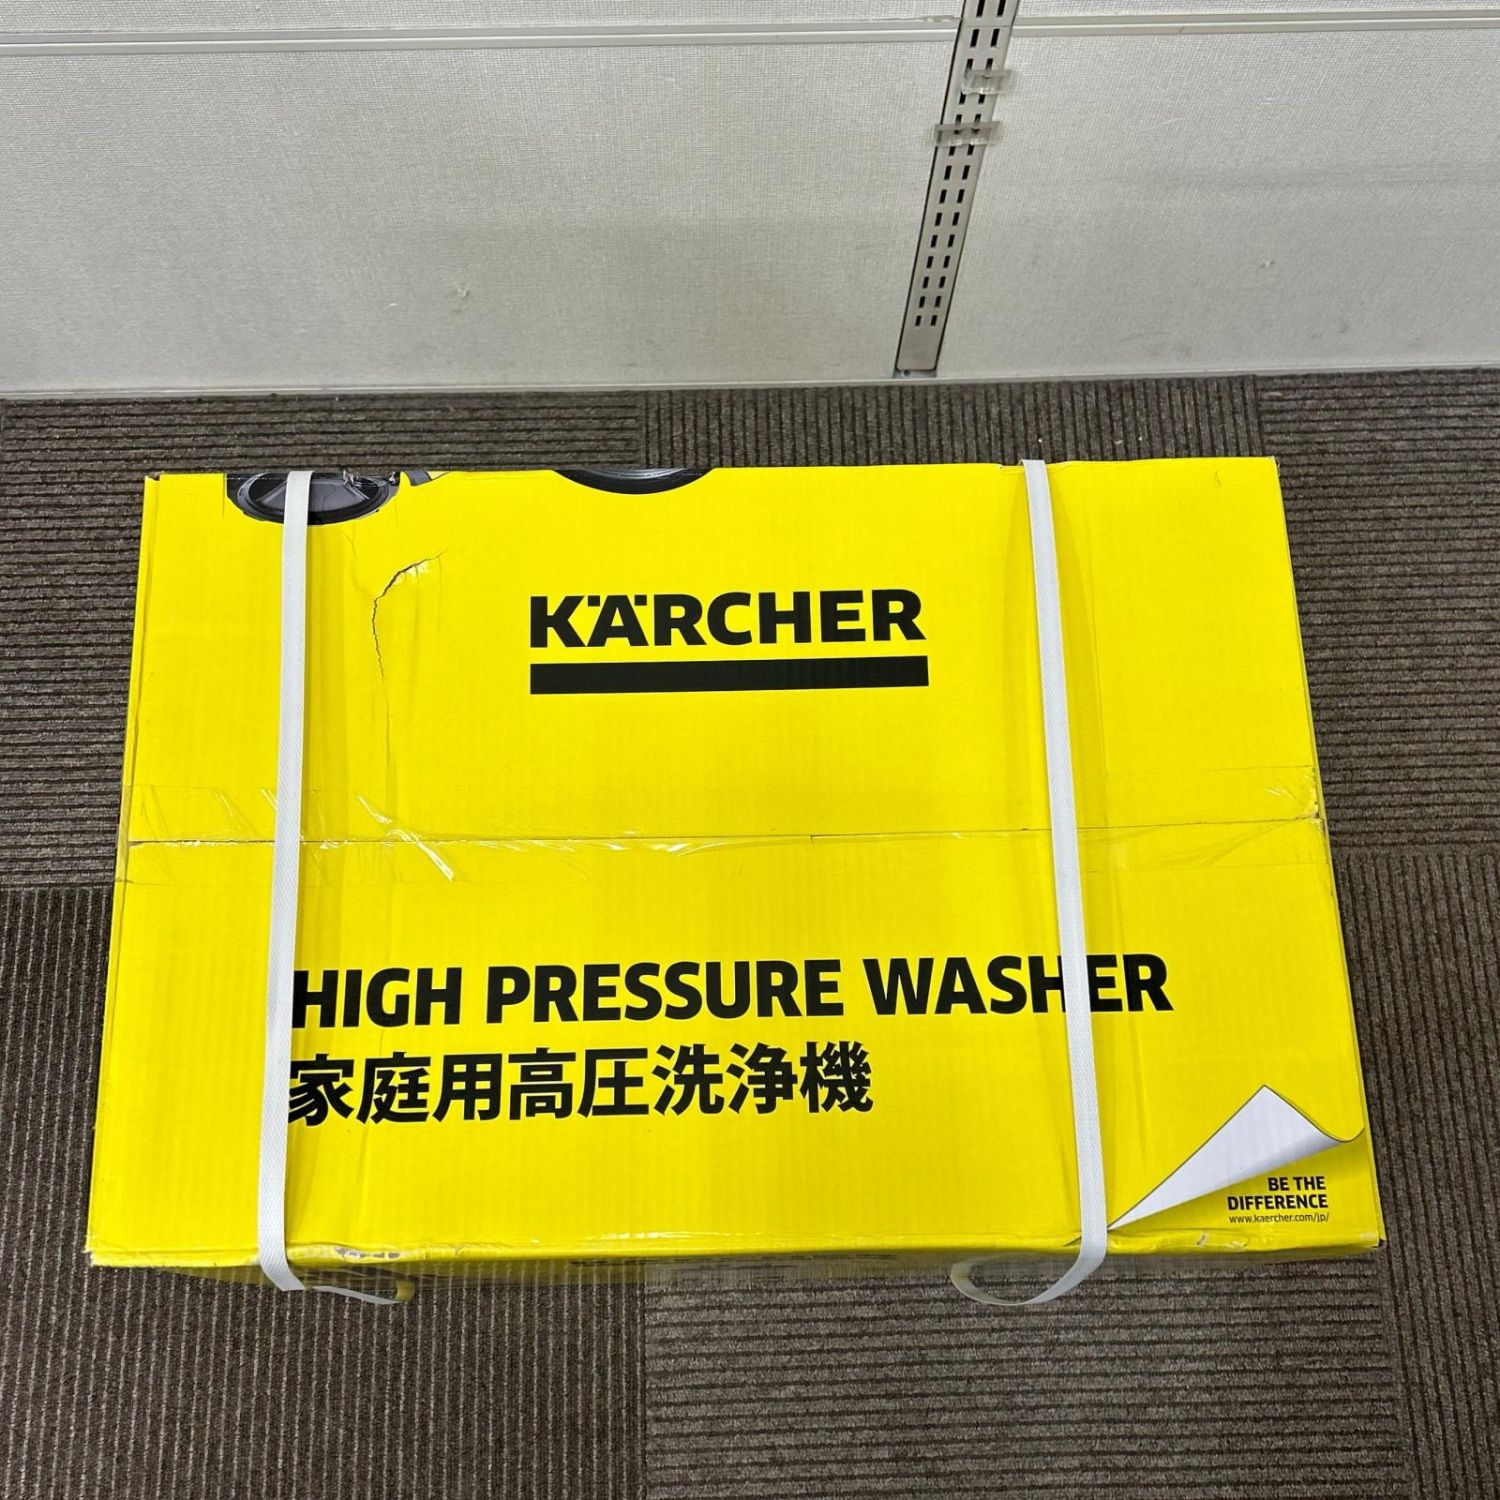 KÄRCHER
HIGH PRESSURE WASHER
家庭用高圧洗浄機
BE THE
DIFFERENCE
www.kaercher.com/jp/